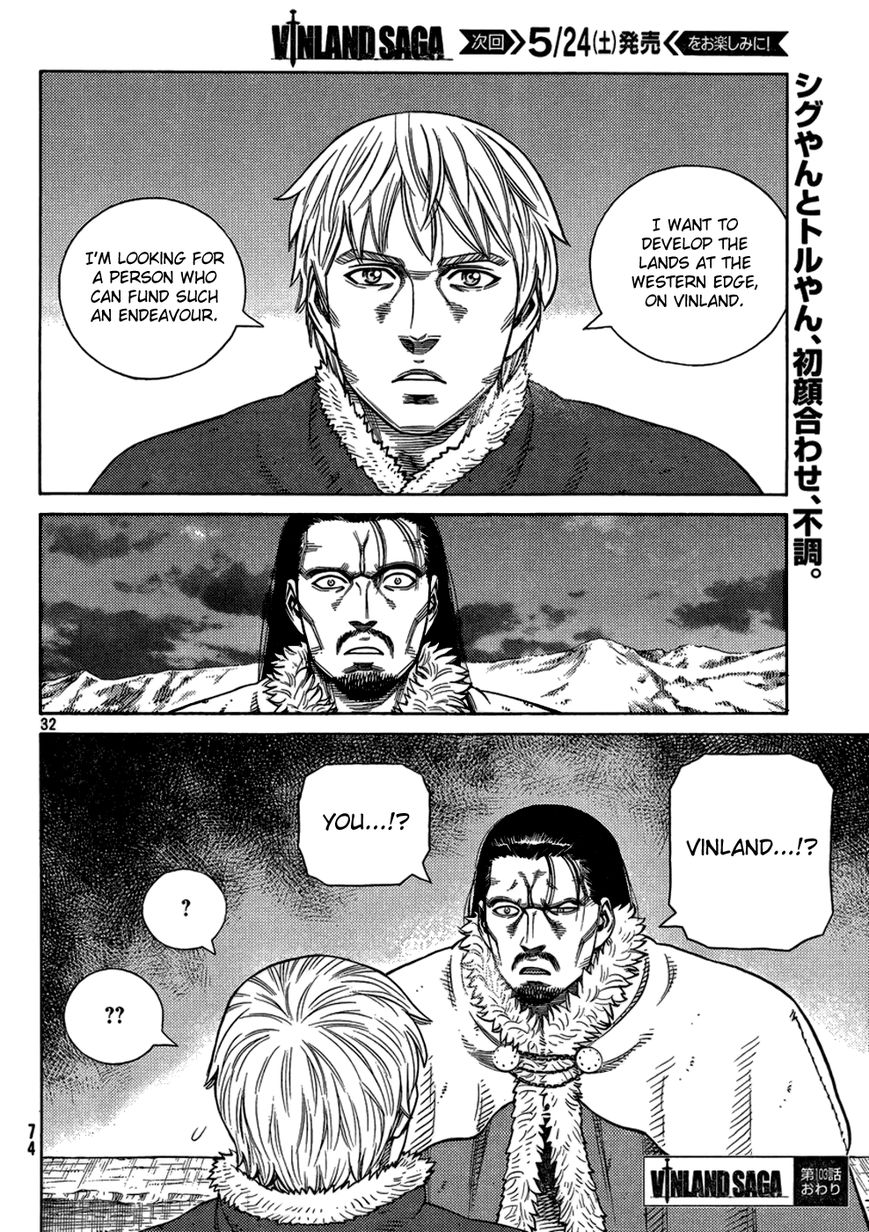 VINLAND SAGA
次回 5/24(土)発売 をお楽しみに!
シグやんとトルやん、初顔合わせ、不調。
I WANT TO
DEVELOP THE
LANDS AT THE
WESTERN EDGE,
ON VINLAND.
I'M LOOKING FOR
A PERSON WHO
CAN FUND SUCH
AN ENDEAVOUR.
32
VINLAND...!?
YOU...!?
?
??
74
VINLAND SAGA
第103話
おわり